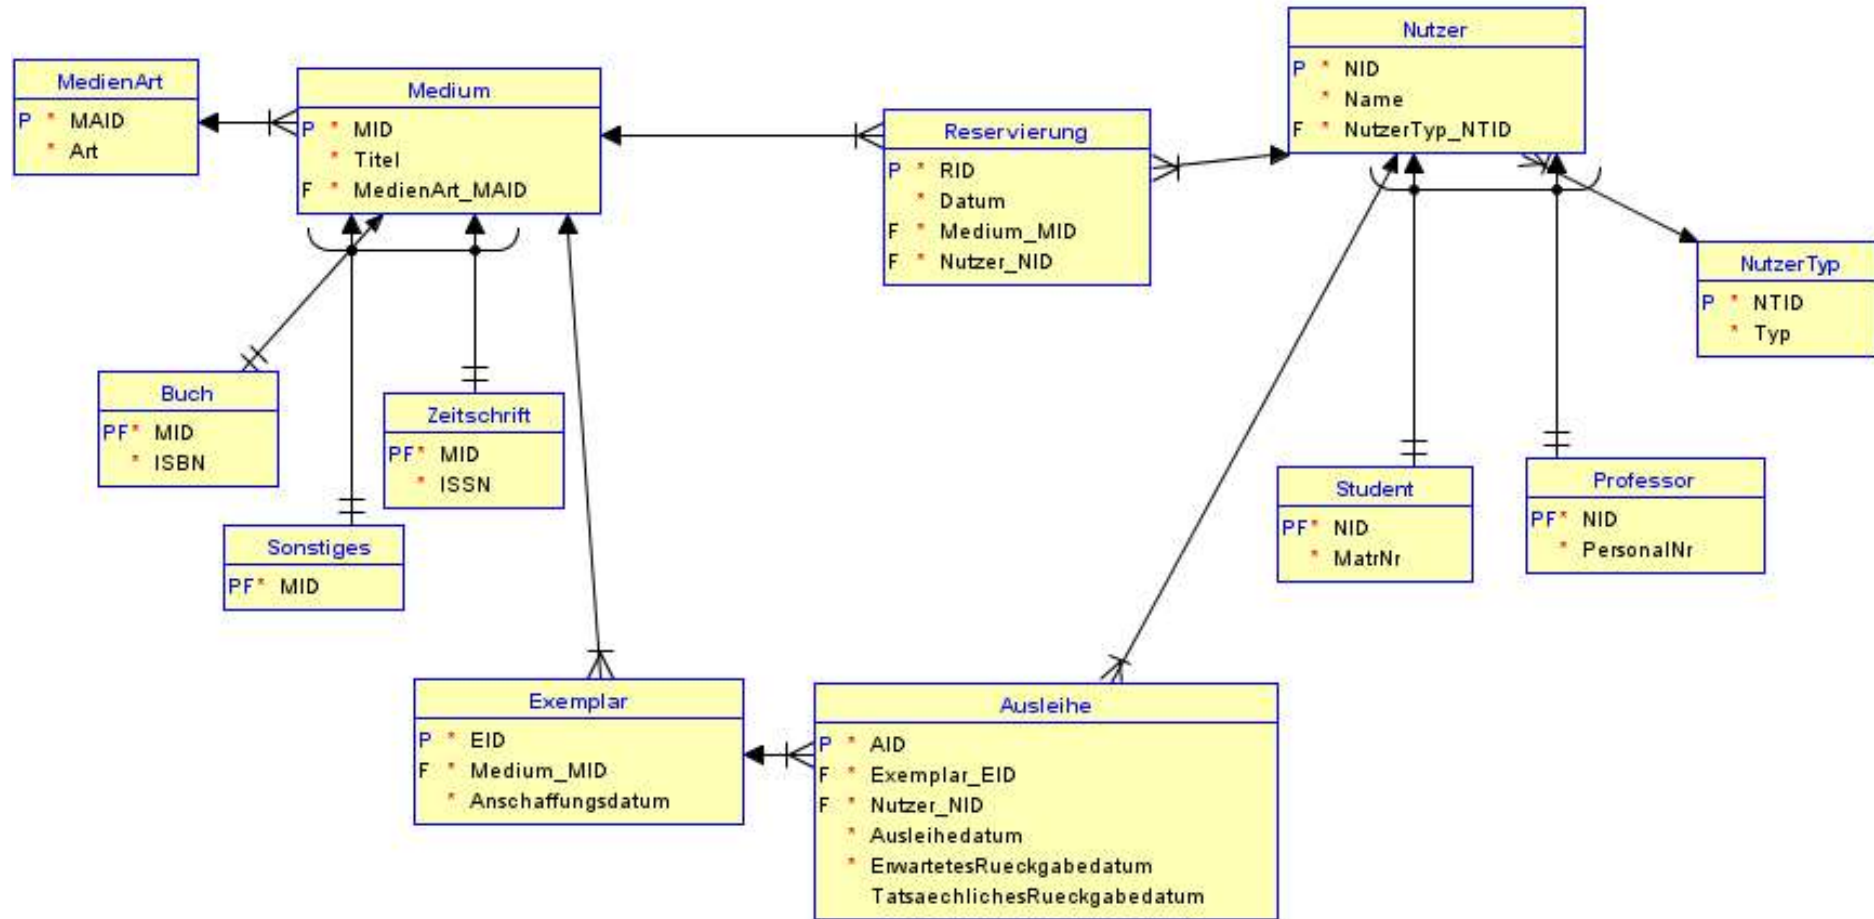 MedienArt
P * MAID
* Art
Medium
P * MID
* Titel
F * MedienArt_MAID
Reservierung
P * RID
* Datum
F * Medium_MID
F * Nutzer_NID
Nutzer
P * NID
* Name
F * NutzerTyp_NTID
NutzerTyp
P * NTID
* Typ
Buch
PF* MID
* ISBN
Zeitschrift
PF* MID
* ISSN
Sonstiges
PF* MID
Student
PF* NID
* MatrNr
Professor
PF* NID
* PersonalNr
Exemplar
P * EID
F * Medium_MID
* Anschaffungsdatum
Ausleihe
P * AID
F * Exemplar_EID
F * Nutzer_NID
* Ausleihedatum
* ErwartetesRueckgabedatum
TatsaechlichesRueckgabedatum